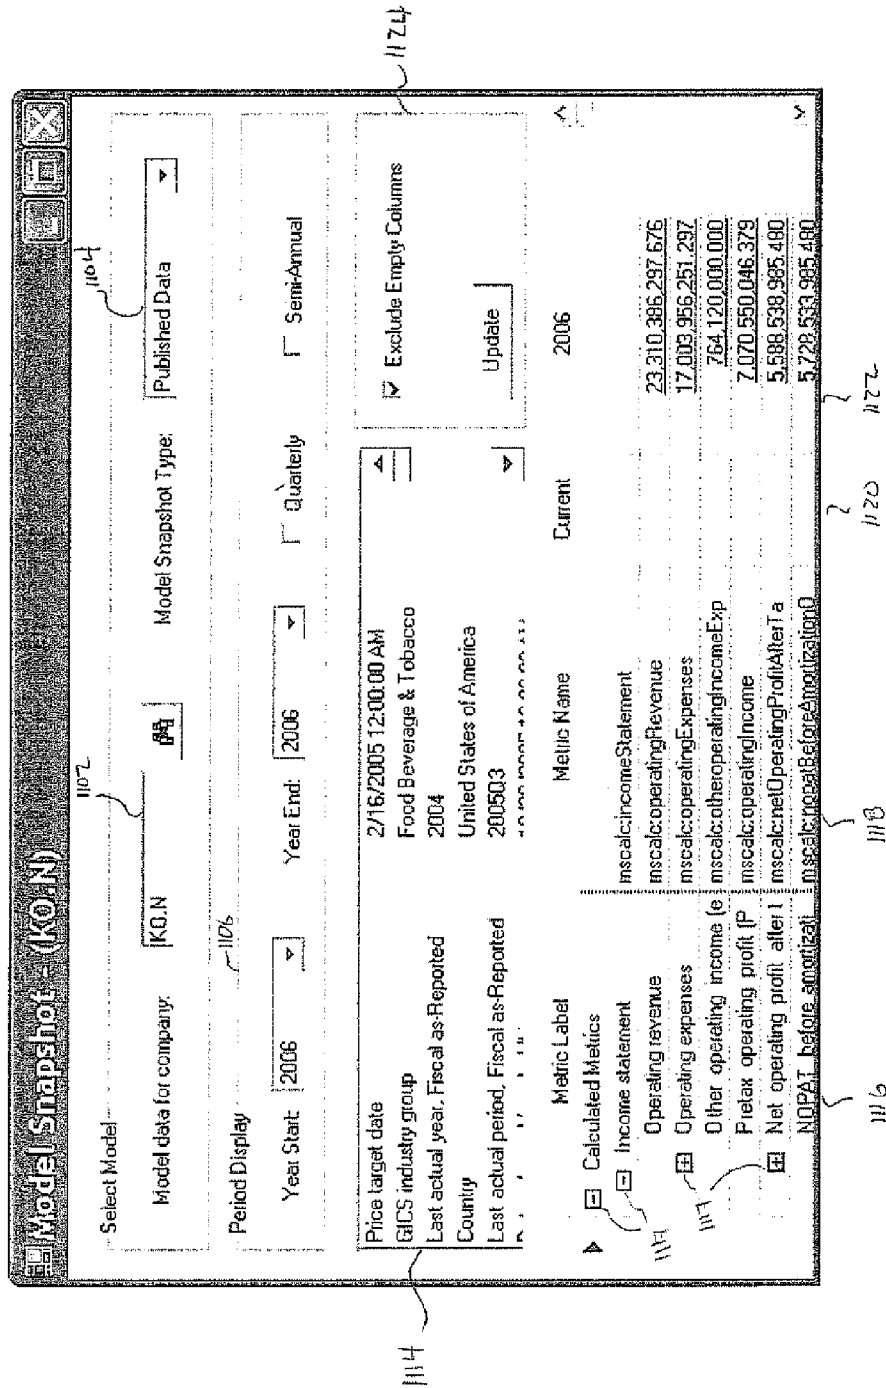 Model Snapshot - (KO.N)
Select Model
1102
1104
Model data for company:
KO.N
Model Snapshot Type:
Published Data
Period Display
1106
Year Start:
2006
Year End:
2006
Quarterly
Semi-Annual
1114
Price target date 2/16/2005 12:00:00 AM
GICS industry group Food Beverage & Tobacco
Last actual year, Fiscal as-Reported 2004
Country United States of America
Last actual period, Fiscal as-Reported 2005Q3
Exclude Empty Columns
Update
1124
Metric Label Metric Name Current 2006
Calculated Metrics
Income statement mscalc:incomeStatement
Operating revenue mscalc:operatingRevenue 23,310,386,297.676
Operating expenses mscalc:operatingExpenses 17,003,956,251.297
Other operating income (e mscalc:otheroperatingIncomeExp 764,120,000.000
Pretax operating profit (P mscalc:operatingIncome 7,070,550,046.379
Net operating profit after t mscalc:netOperatingProfitAfterTa 5,588,538,985.480
NOPAT before amortizati mscalc:nopatBeforeAmortizationO 5,728,533,985.480
1117
1117
1116
1118
1120
1122